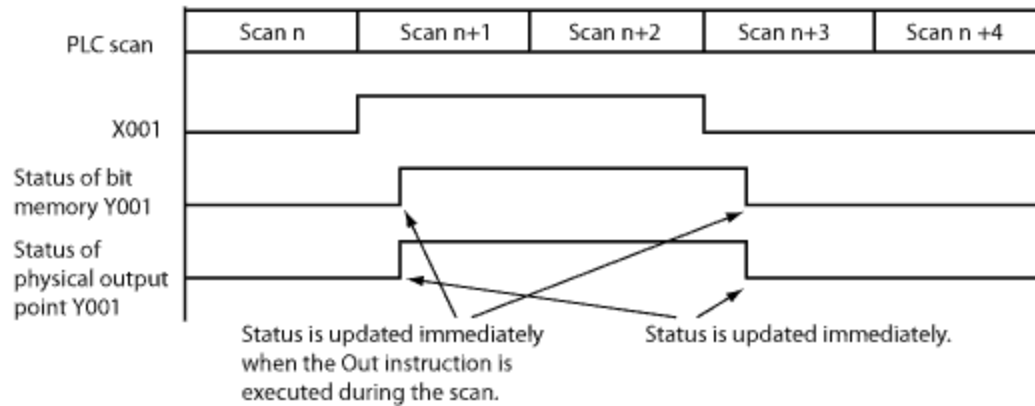 PLC scan
Scan n
Scan n+1
Scan n+2
Scan n+3
Scan n +4
X001
Status of bit
memory Y001
Status of
physical output
point Y001
Status is updated immediately
when the Out instruction is
executed during the scan.
Status is updated immediately.